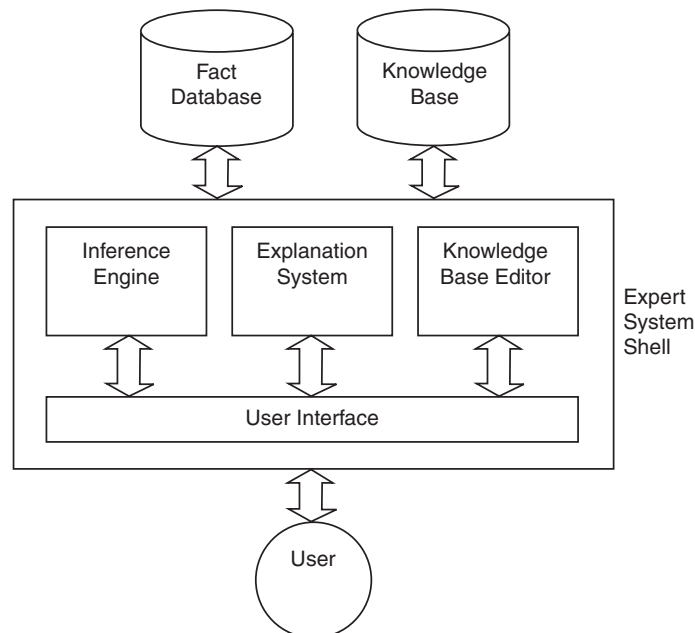 Fact
Database
Knowledge
Base
Inference
Engine
Explanation
System
Knowledge
Base Editor
Expert
System
Shell
User Interface
User